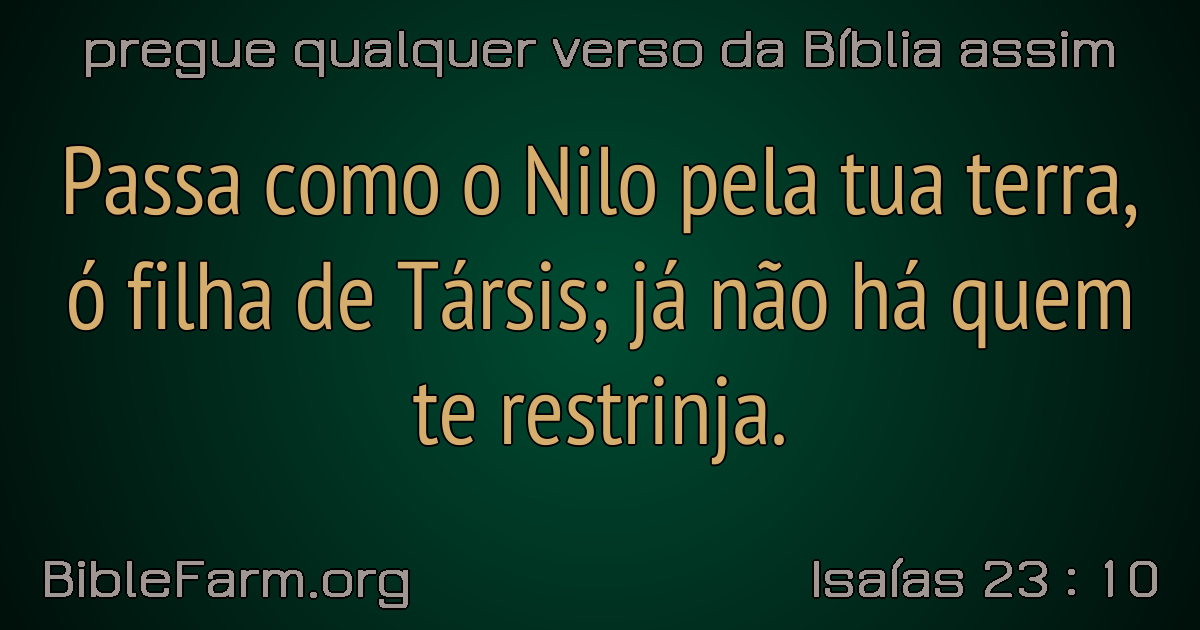 pregue qualquer verso da Bíblia assim
Passa como o Nilo pela tua terra,
ó filha de Társis; já não há quem
te restrinja.
BibleFarm.org
Isaías 23 : 10